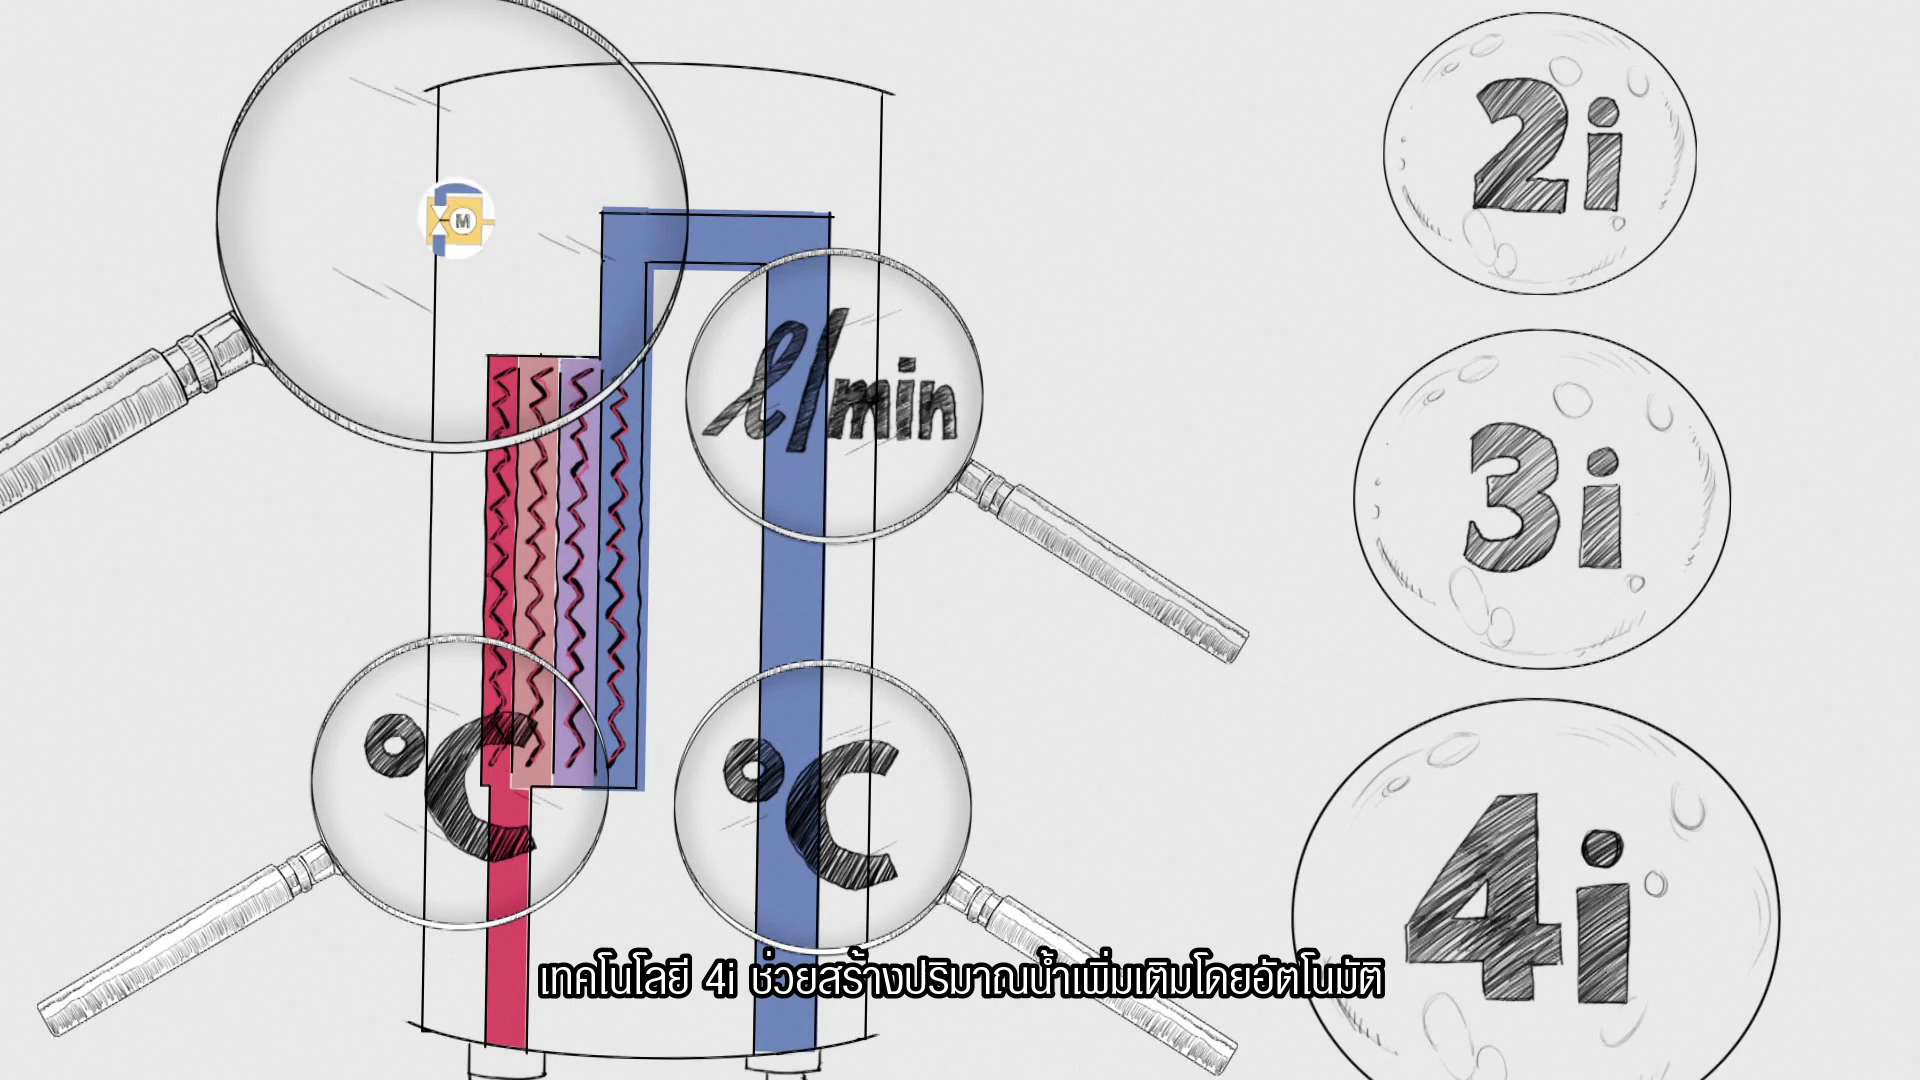 2i
M
l/min
3i
°C
°C
4i
เทคโนโลยี 4i ช่วยสร้างปริมาณน้ำเพิ่มเติมโดยอัตโนมัติ